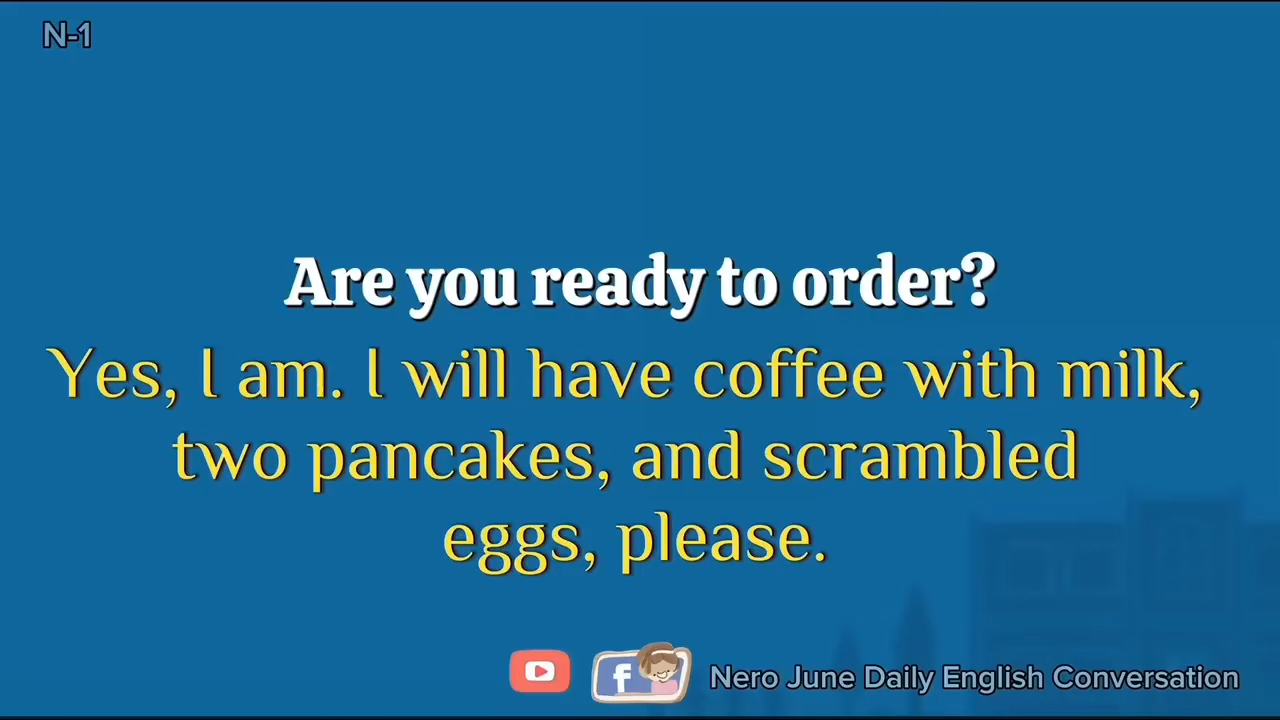 N-1
Are you ready to order?
Yes, I am. I will have coffee with milk,
two pancakes, and scrambled
eggs, please.
f
Nero June Daily English Conversation